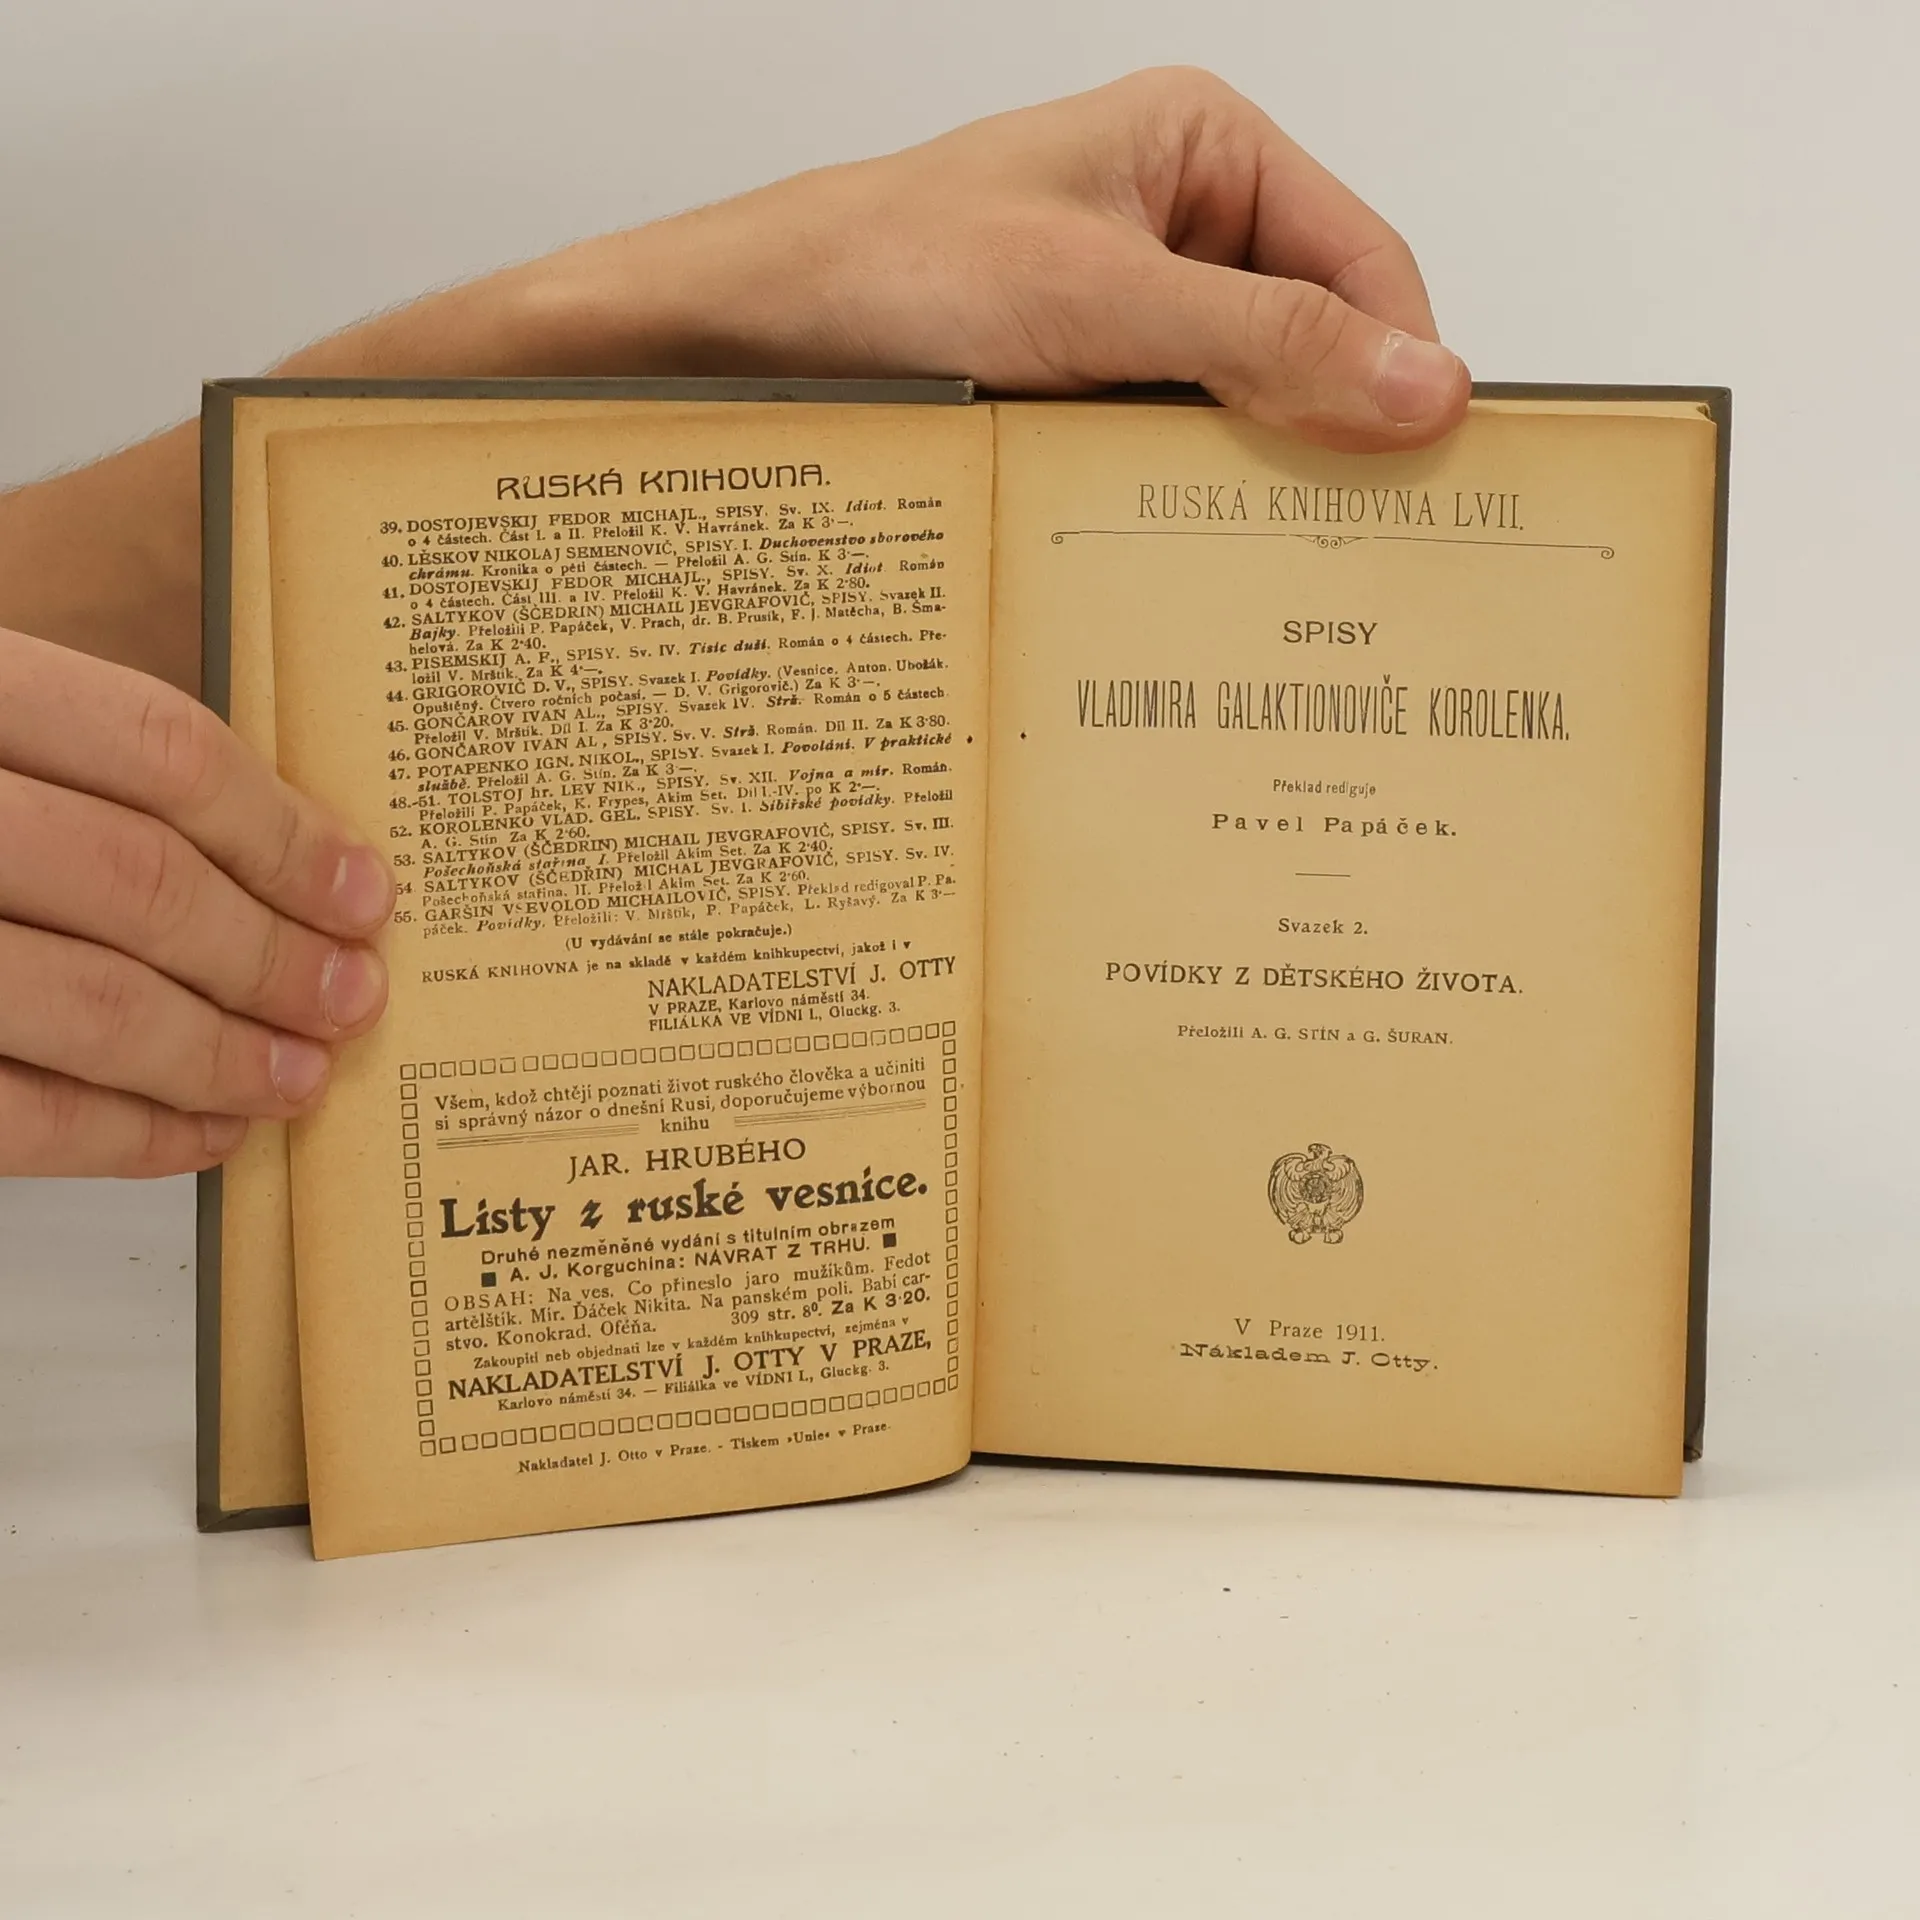 RUSKÁ KNIHOVNA.
39. DOSTOJEVSKIJ FEDOR MICHAJL., SPISY. Sv. IX. Idiot. Román
o 4 částech. Část I. a II. Přeložil K. V. Havránek. Za K 3·—.
40. LĚSKOV NIKOLAJ SEMENOVIČ, SPISY. I. Duchovenstvo sborového
chrámu. Kronika o pěti částech. — Přeložil A. G. Stín. K 3·—.
41. DOSTOJEVSKIJ FEDOR MICHAJL., SPISY. Sv. X. Idiot. Román
o 4 částech. Část III. a IV. Přeložil K. V. Havránek. Za K 2·80.
42. SALTYKOV (ŠČEDRIN) MICHAIL JEVGRAFOVIČ, SPISY. Svazek II.
Bajky. Přeložili P. Papáček, V. Prach, dr. B. Prusík, F. J. Matěcha, B. Šma-
helová. Za K 2·40.
43. PISEMSKIJ A. F., SPISY. Sv. IV. Tisíc duší. Román o 4 částech. Pře-
ložil V. Mrštík. Za K 4·—.
44. GRIGOROVIČ D. V., SPISY. Svazek I. Povídky. (Vesnice. Anton. Ubožák.
Opuštěný. Čtvero ročních počasí. — D. V. Grigorovič.) Za K 3·—.
45. GONČAROV IVAN AL., SPISY. Svazek IV. Strž. Román o 5 částech.
Přeložil V. Mrštík. Díl I. Za K 3·20.
46. GONČAROV IVAN AL , SPISY. Sv. V. Strž. Román. Díl II. Za K 3·80.
47. POTAPENKO IGN. NIKOL., SPISY. Svazek I. Povolání. V praktické
službě. Přeložil A. G. Stín. Za K 3·—.
48.-51. TOLSTOJ hr. LEV NIK., SPISY. Sv. XII. Vojna a mír. Román.
Přeložili P. Papáček, K. Frypes, Akim Set. Díl I.-IV. po K 2·—.
52. KOROLENKO VLAD. GEL. SPISY. Sv. I. Sibiřské povídky. Přeložil
A. G. Stín Za K 2·60.
53. SALTYKOV (ŠČEDRIN) MICHAIL JEVGRAFOVIČ, SPISY. Sv. III.
Pošechoňská stařina. I. Přeložil Akim Set. Za K 2·40.
54. SALTYKOV (ŠČEDŘIN) MICHAL JEVGRAFOVIČ, SPISY. Sv. IV.
Pošechoňská stařina. II. Přelož l Akim Set. Za K 2·60.
55. GARŠIN VSEVOLOD MICHAILOVIČ, SPISY. Překlad redigoval P. Pa-
páček. Povídky. Přeložili: V. Mrštík, P. Papáček, L. Ryšavý. Za K 3·—
(U vydávání se stále pokračuje.)
RUSKÁ KNIHOVNA je na skladě v každém knihkupectví, jakož i v
NAKLADATELSTVÍ J. OTTY
V PRAZE, Karlovo náměstí 34.
FILIÁLKA VE VÍDNI I., Gluckg. 3.
Všem, kdož chtějí poznati život ruského člověka a učiniti
si správný názor o dnešní Rusi, doporučujeme výbornou
knihu
JAR. HRUBÉHO
Listy z ruské vesnice.
Druhé nezměněné vydání s titulním obrazem
A. J. Korguchina: NÁVRAT Z TRHU.
OBSAH: Na ves. Co přineslo jaro mužíkům. Fedot
artělštík. Mir. Ďáček Nikita. Na panském poli. Babí car-
stvo. Konokrad. Oféňa. 309 str. 8º. Za K 3·20.
Zakoupiti neb objednati lze v každém knihkupectví, zejména v
NAKLADATELSTVÍ J. OTTY V PRAZE,
Karlovo náměstí 34. — Filiálka ve VÍDNI I., Gluckg. 3.
Nakladatel J. Otto v Praze. - Tiskem »Unie« v Praze.
RUSKÁ KNIHOVNA LVII.
SPISY
VLADIMIRA GALAKTIONOVIČE KOROLENKA.
Překlad rediguje
Pavel Papáček.
Svazek 2.
POVÍDKY Z DĚTSKÉHO ŽIVOTA.
Přeložili A. G. STÍN a G. ŠURAN.
V Praze 1911.
Nákladem J. Otty.